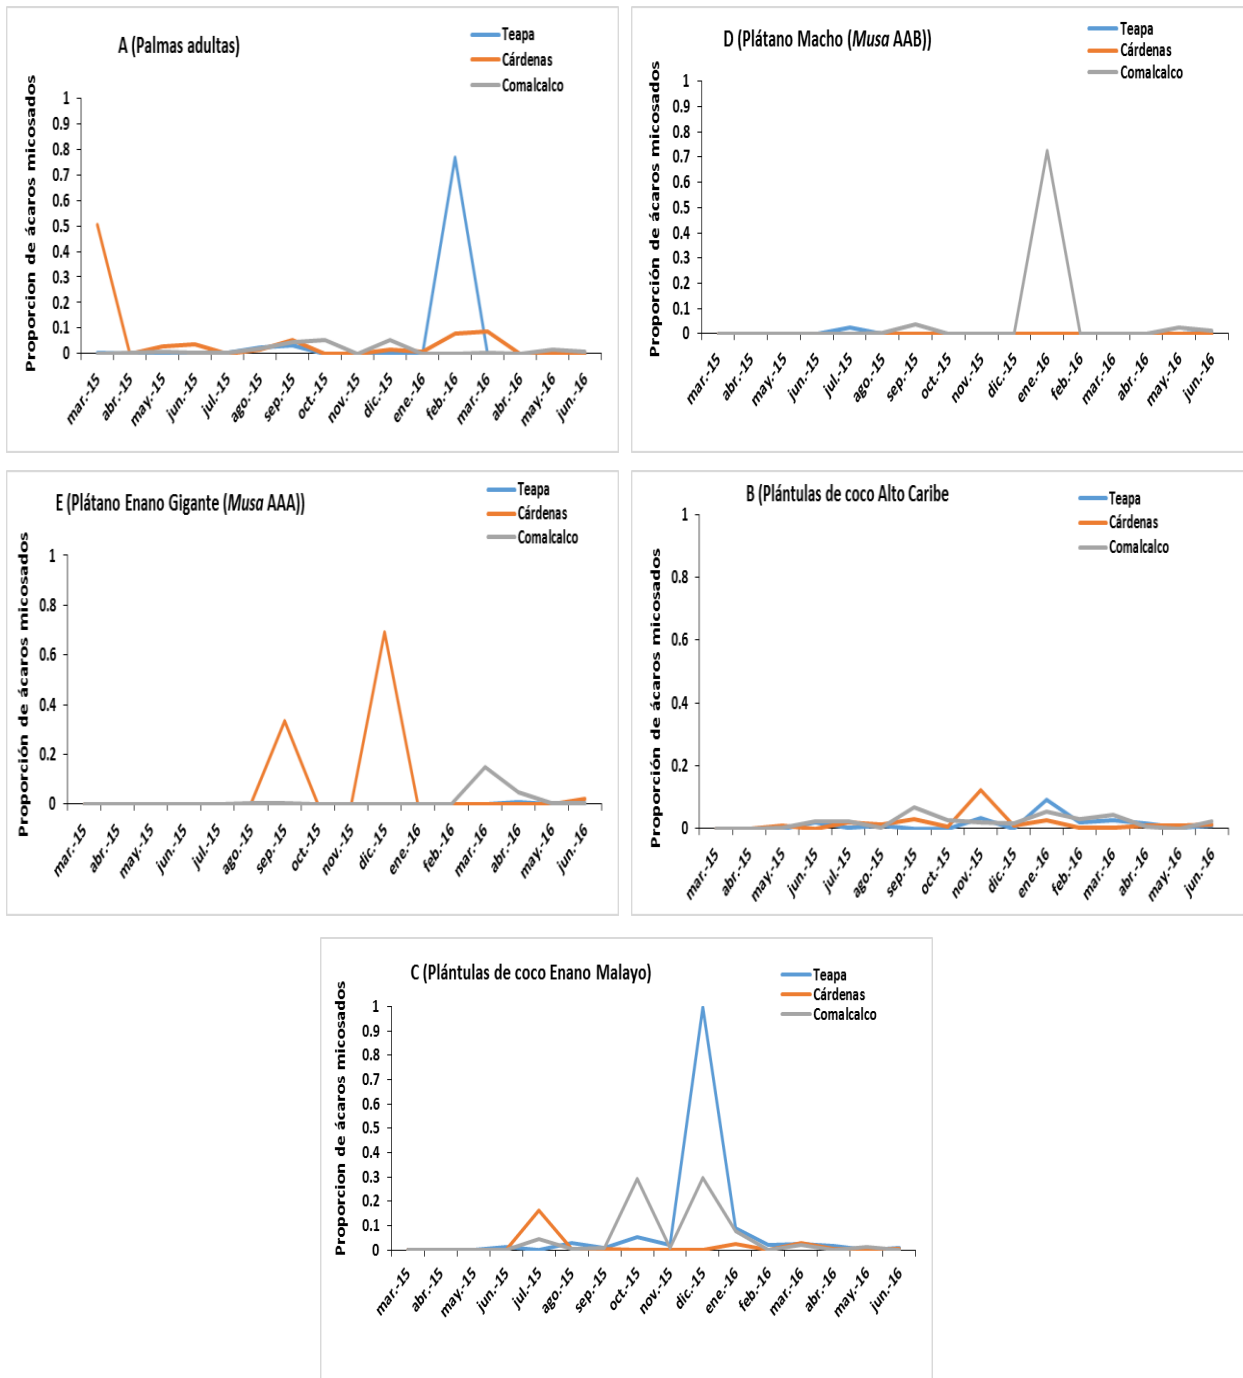 A (Palmas adultas)
Teapa
Cárdenas
Comalcalco
Proporcion de ácaros micosados
1
0.9
0.8
0.7
0.6
0.5
0.4
0.3
0.2
0.1
0
mar.-15
abr.-15
may.-15
jun.-15
jul.-15
ago.-15
sep.-15
oct.-15
nov.-15
dic.-15
ene.-16
feb.-16
mar.-16
abr.-16
may.-16
jun.-16
D (Plátano Macho (Musa AAB))
Teapa
Cárdenas
Comalcalco
Proporción de ácaros micosados
1
0.9
0.8
0.7
0.6
0.5
0.4
0.3
0.2
0.1
0
mar.-15
abr.-15
may.-15
jun.-15
jul.-15
ago.-15
sep.-15
oct.-15
nov.-15
dic.-15
ene.-16
feb.-16
mar.-16
abr.-16
may.-16
jun.-16
E (Plátano Enano Gigante (Musa AAA))
Teapa
Cárdenas
Comalcalco
Proporción de ácaros micosados
1
0.8
0.6
0.4
0.2
0
mar.-15
abr.-15
may.-15
jun.-15
jul.-15
ago.-15
sep.-15
oct.-15
nov.-15
dic.-15
ene.-16
feb.-16
mar.-16
abr.-16
may.-16
jun.-16
B (Plántulas de coco Alto Caribe
Teapa
Cárdenas
Comalcalco
Proporción de ácaros micosados
1
0.8
0.6
0.4
0.2
0
mar.-15
abr.-15
may.-15
jun.-15
jul.-15
ago.-15
sep.-15
oct.-15
nov.-15
dic.-15
ene.-16
feb.-16
mar.-16
abr.-16
may.-16
jun.-16
C (Plántulas de coco Enano Malayo)
Teapa
Cárdenas
Comalcalco
Proporcion de ácaros micosados
1
0.9
0.8
0.7
0.6
0.5
0.4
0.3
0.2
0.1
0
mar.-15
abr.-15
may.-15
jun.-15
jul.-15
ago.-15
sep.-15
oct.-15
nov.-15
dic.-15
ene.-16
feb.-16
mar.-16
abr.-16
may.-16
jun.-16